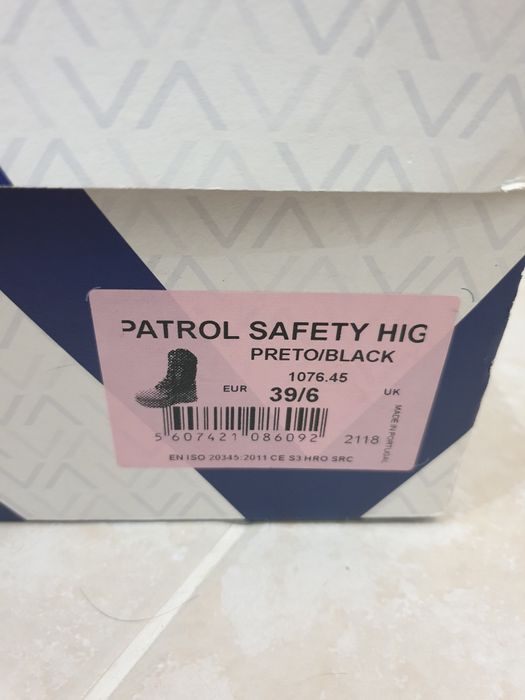 PATROL SAFETY HIG
PRETO/BLACK
1076.45
EUR 39/6 UK
5 607421 086092 2118
MADE IN PORTUGAL
EN ISO 20345:2011 CE S3 HRO SRC